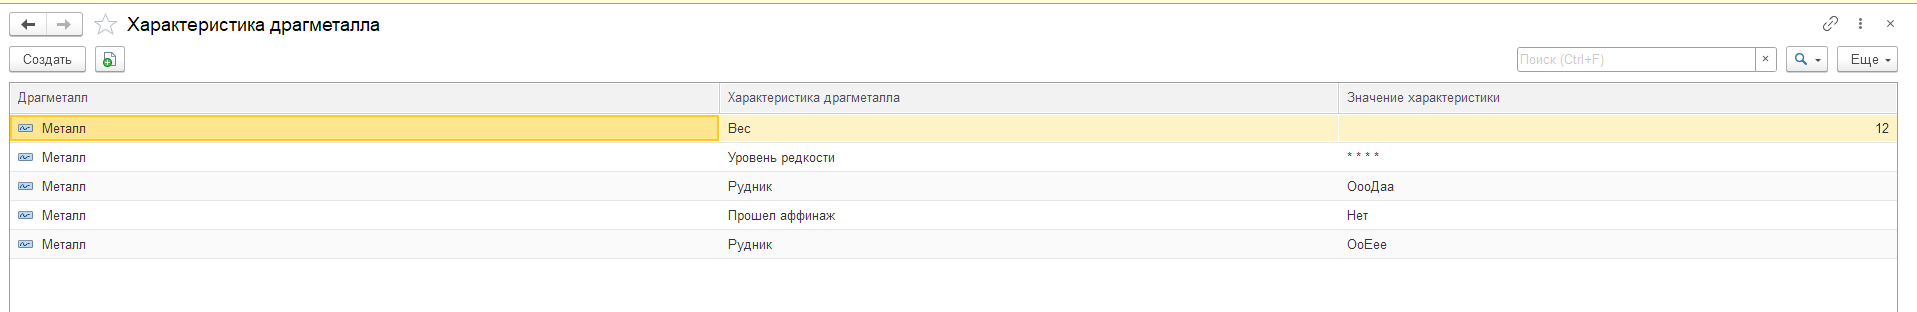 Характеристика драгметалла
Создать
Поиск (Ctrl+F)
×
Еще
Драгметалл Характеристика драгметалла Значение характеристики
Металл Вес 12
Металл Уровень редкости * * * *
Металл Рудник ОооДаа
Металл Прошел аффинаж Нет
Металл Рудник ОоЕее